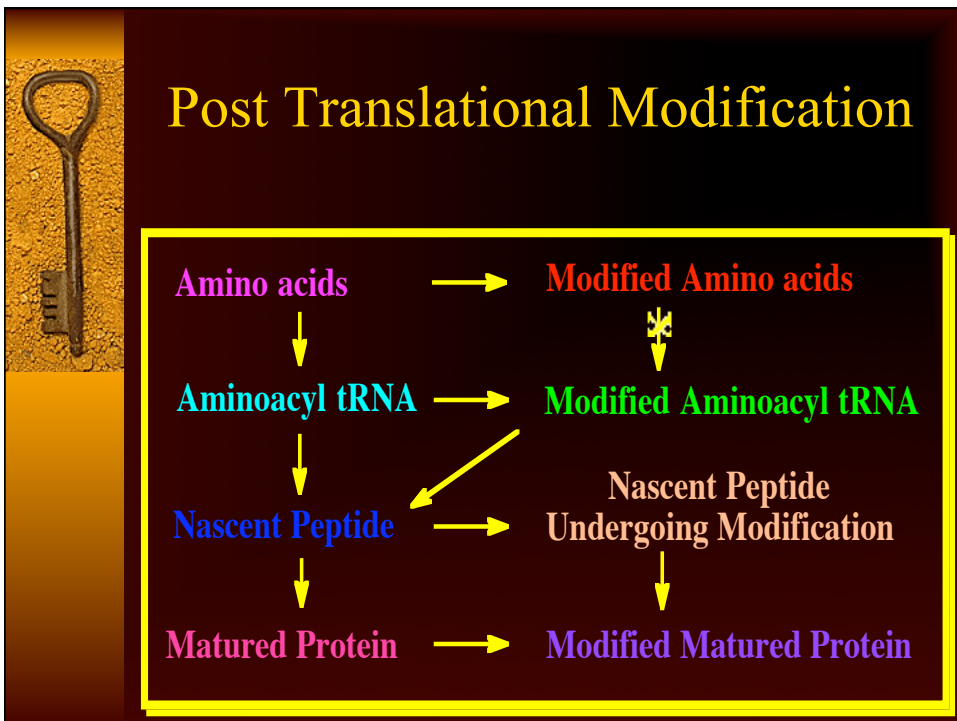 Post Translational Modification
Amino acids
Modified Amino acids
Aminoacyl tRNA
Modified Aminoacyl tRNA
Nascent Peptide
Nascent Peptide
Undergoing Modification
Matured Protein
Modified Matured Protein